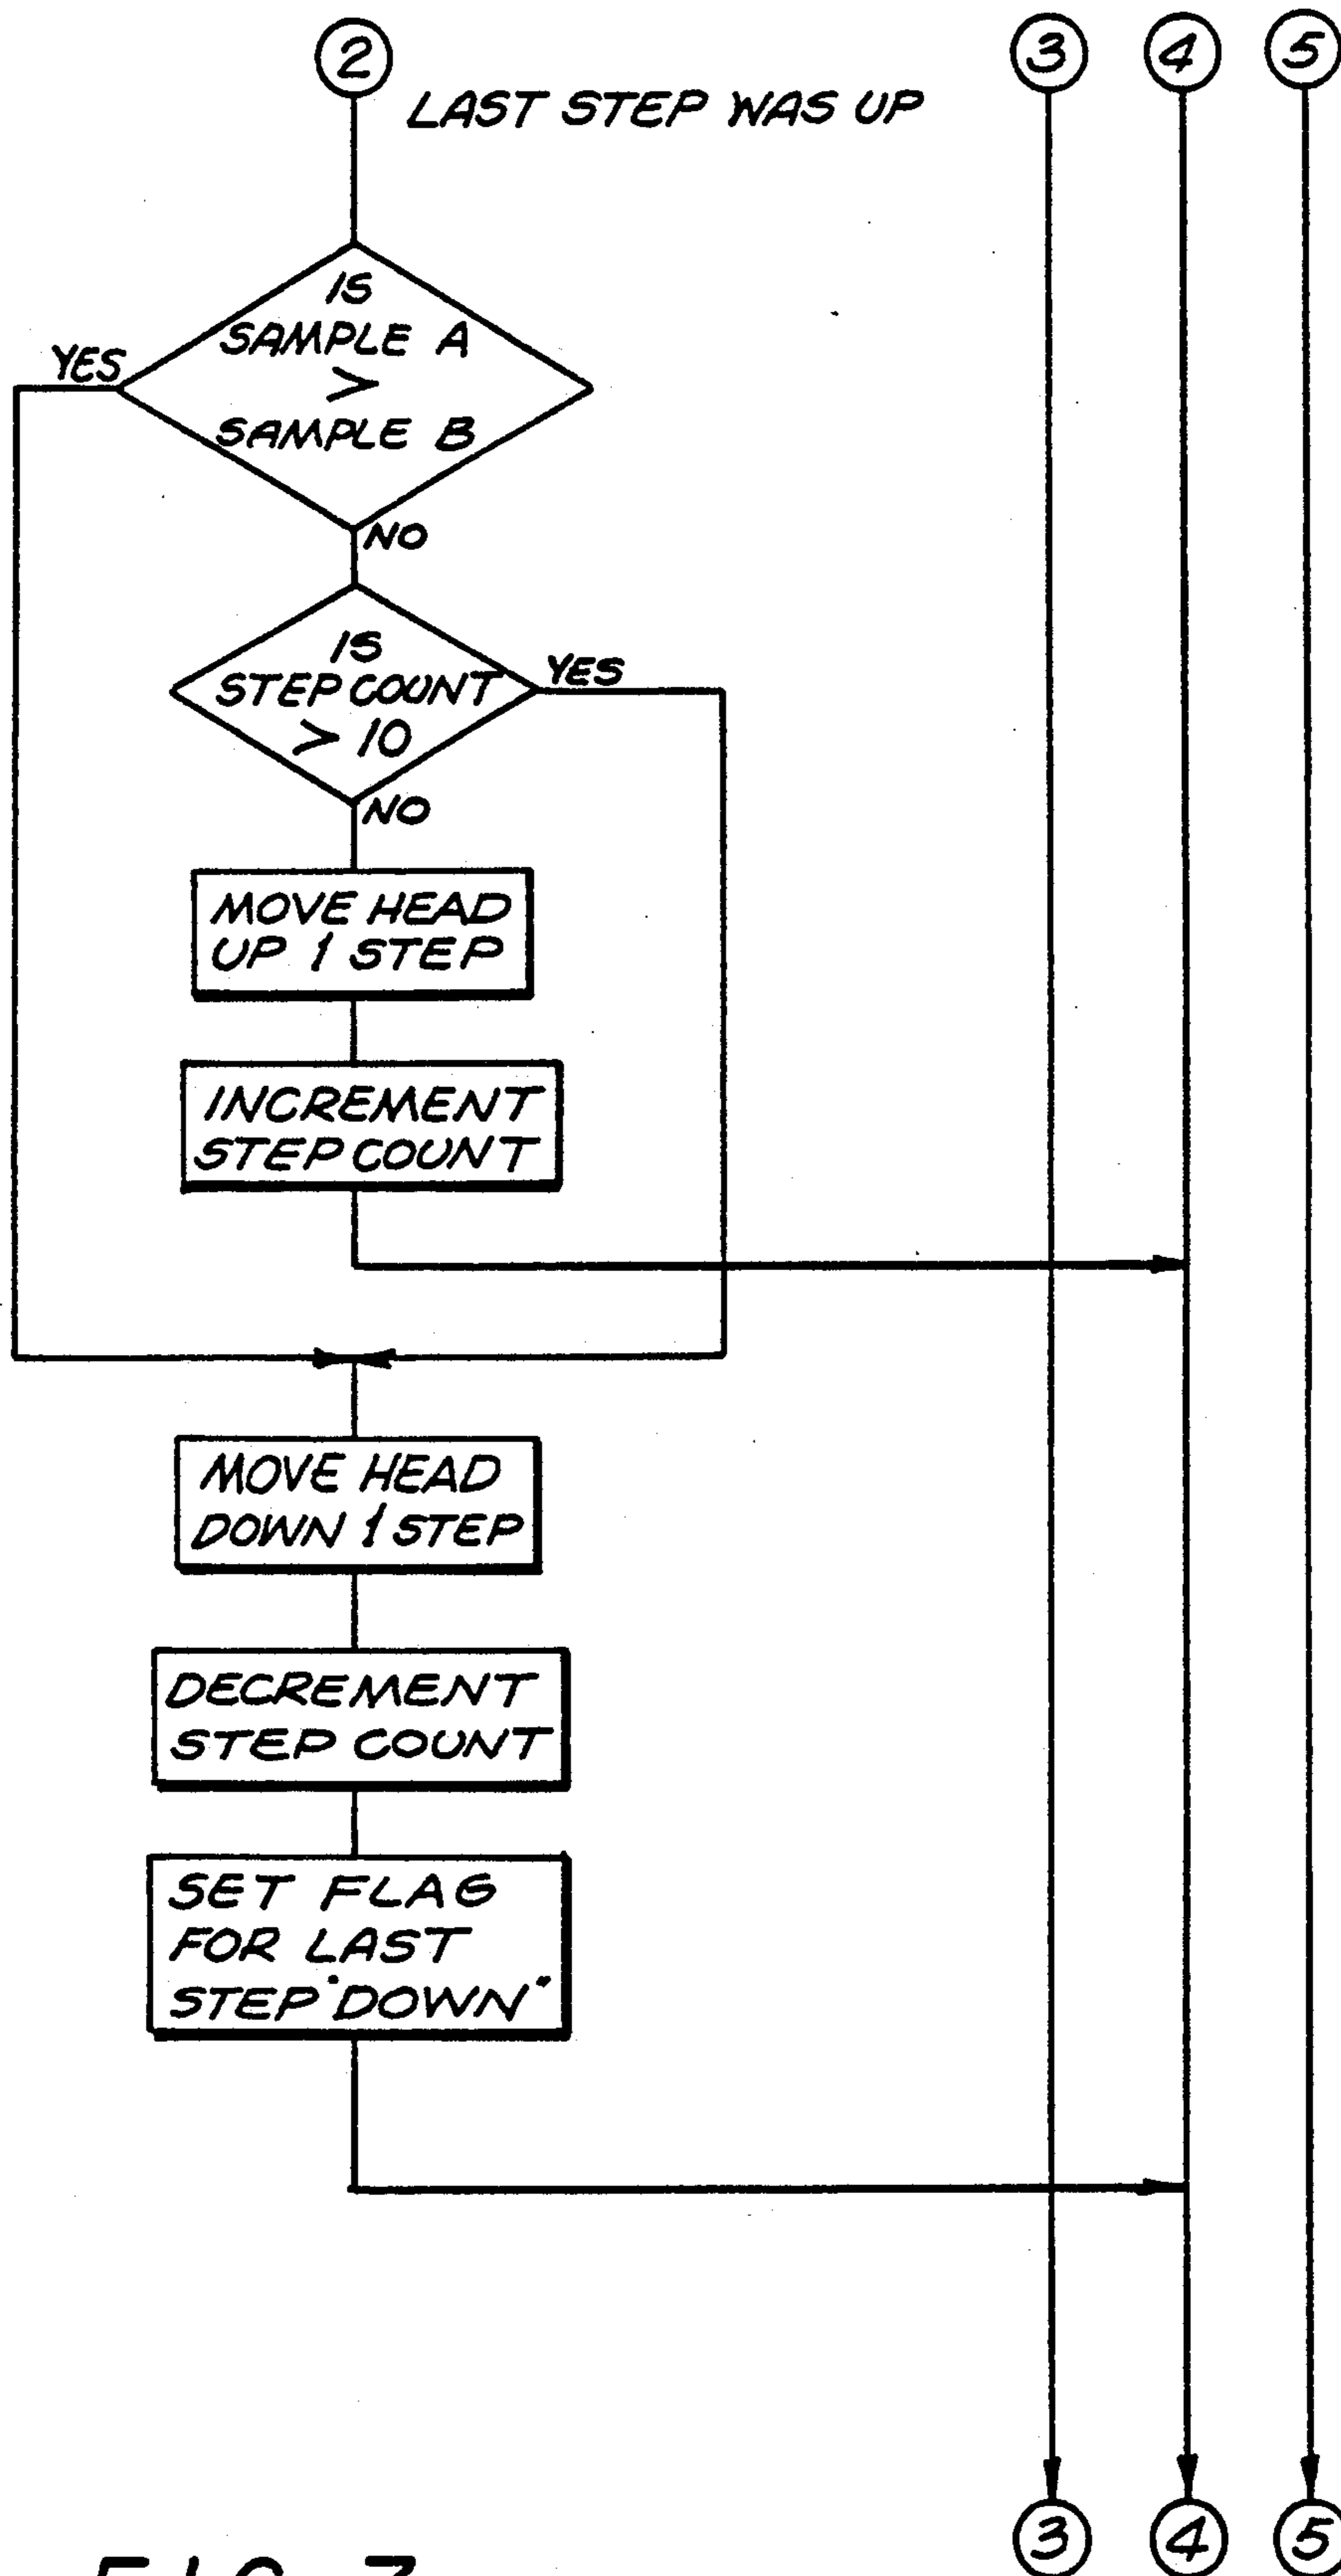 2
3
4
5
LAST STEP WAS UP
IS
SAMPLE A
>
SAMPLE B
YES
NO
IS
STEP COUNT
> 10
YES
NO
MOVE HEAD
UP 1 STEP
INCREMENT
STEP COUNT
MOVE HEAD
DOWN 1 STEP
DECREMENT
STEP COUNT
SET FLAG
FOR LAST
STEP "DOWN"
3
4
5